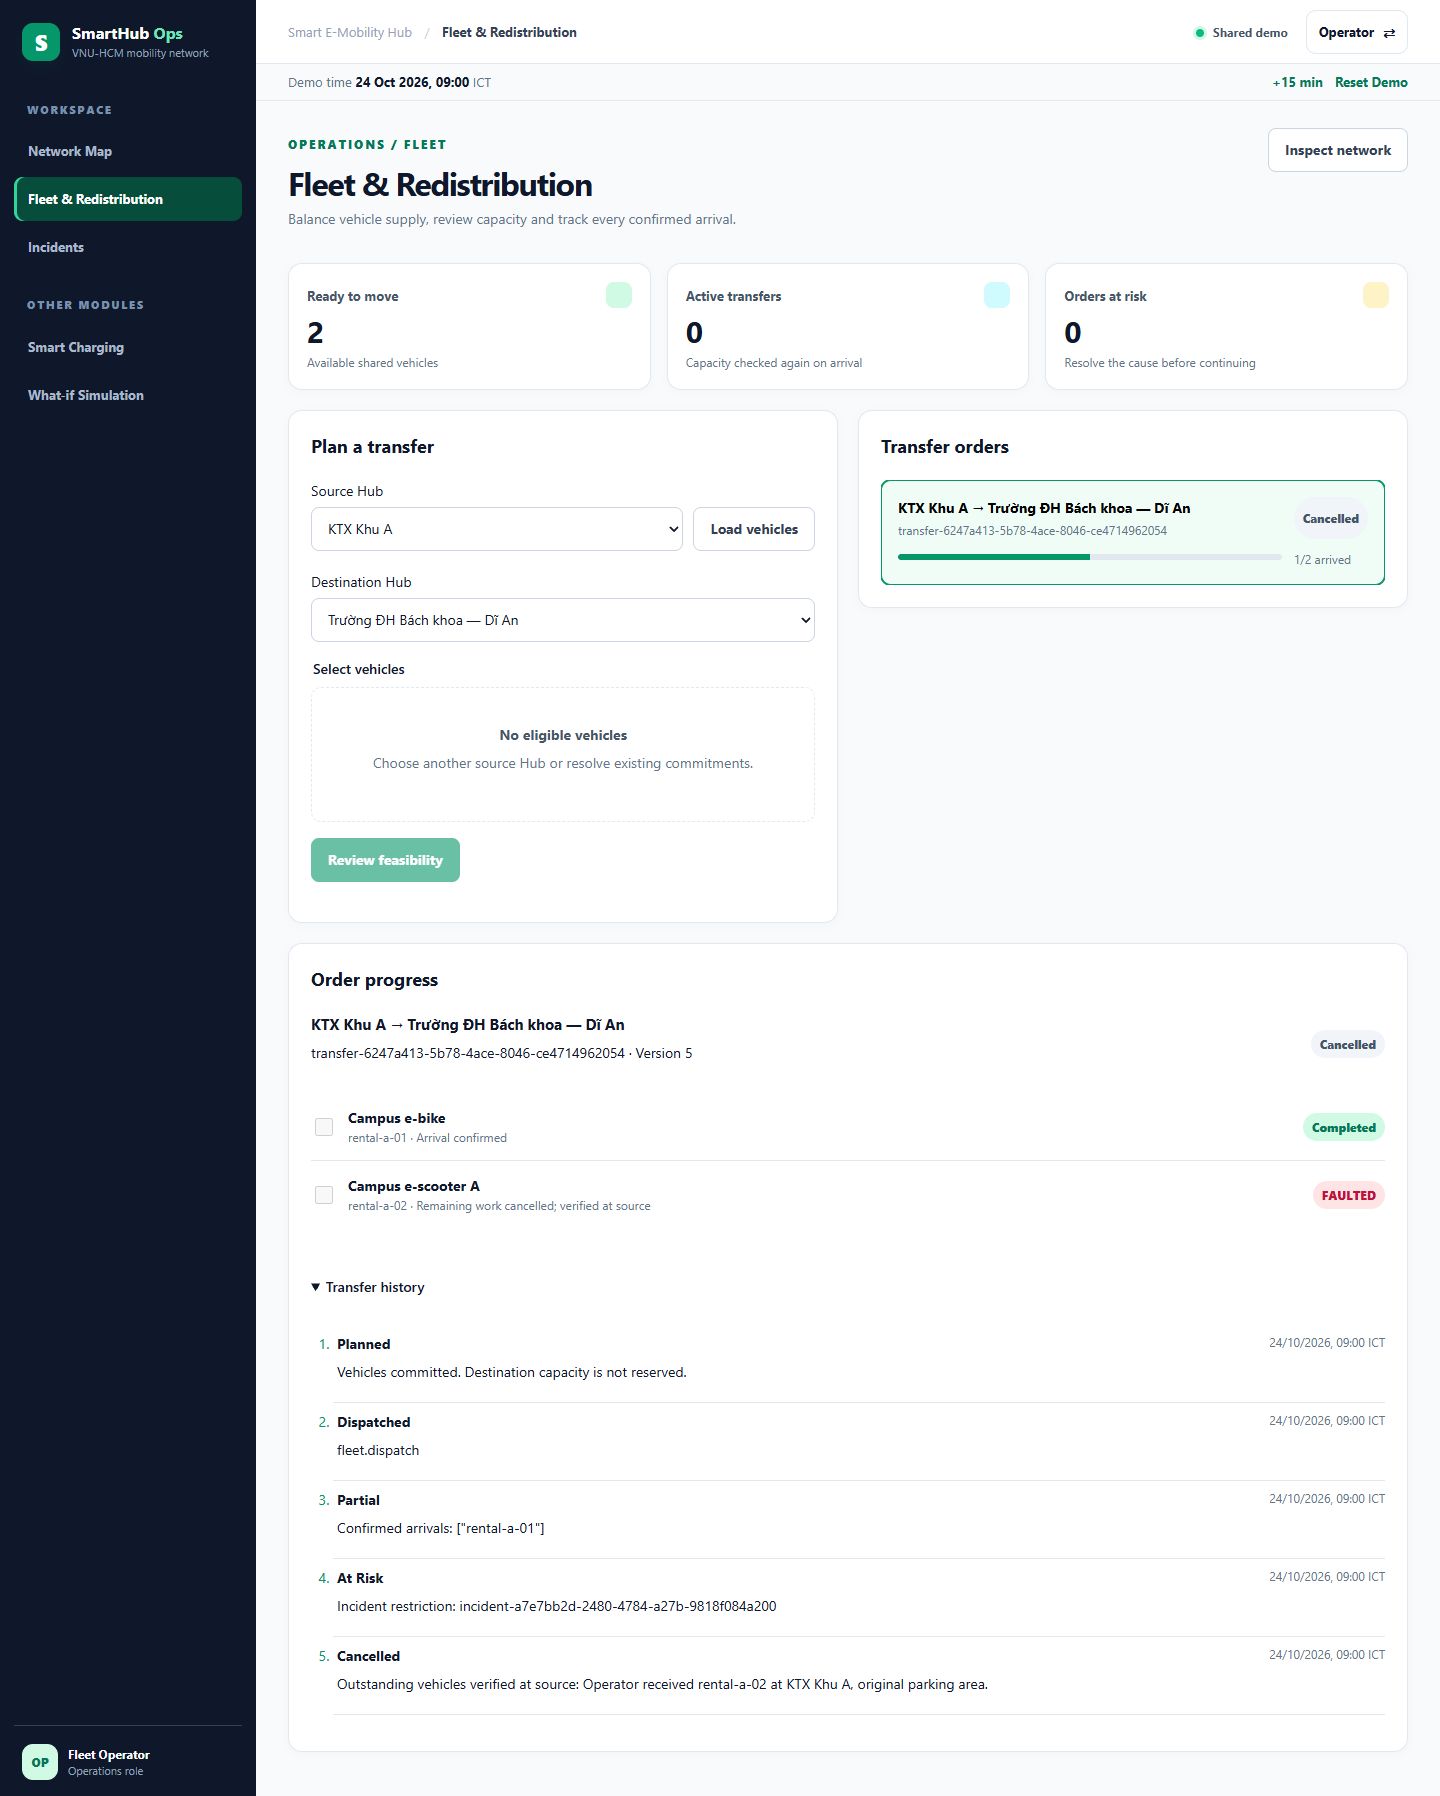 S
SmartHub Ops
VNU-HCM mobility network
WORKSPACE
Network Map
Fleet & Redistribution
Incidents
OTHER MODULES
Smart Charging
What-if Simulation
OP
Fleet Operator
Operations role
Smart E-Mobility Hub / Fleet & Redistribution
Shared demo
Operator ⇄
Demo time 24 Oct 2026, 09:00 ICT
+15 min
Reset Demo
OPERATIONS / FLEET
Fleet & Redistribution
Balance vehicle supply, review capacity and track every confirmed arrival.
Inspect network
Ready to move
2
Available shared vehicles
Active transfers
0
Capacity checked again on arrival
Orders at risk
0
Resolve the cause before continuing
Plan a transfer
Source Hub
KTX Khu A
Load vehicles
Destination Hub
Trường ĐH Bách khoa — Dĩ An
Select vehicles
No eligible vehicles
Choose another source Hub or resolve existing commitments.
Review feasibility
Transfer orders
KTX Khu A → Trường ĐH Bách khoa — Dĩ An
transfer-6247a413-5b78-4ace-8046-ce4714962054
Cancelled
1/2 arrived
Order progress
KTX Khu A → Trường ĐH Bách khoa — Dĩ An
transfer-6247a413-5b78-4ace-8046-ce4714962054 · Version 5
Cancelled
Campus e-bike
rental-a-01 · Arrival confirmed
Completed
Campus e-scooter A
rental-a-02 · Remaining work cancelled; verified at source
FAULTED
▼ Transfer history
1. Planned
24/10/2026, 09:00 ICT
Vehicles committed. Destination capacity is not reserved.
2. Dispatched
24/10/2026, 09:00 ICT
fleet.dispatch
3. Partial
24/10/2026, 09:00 ICT
Confirmed arrivals: ["rental-a-01"]
4. At Risk
24/10/2026, 09:00 ICT
Incident restriction: incident-a7e7bb2d-2480-4784-a27b-9818f084a200
5. Cancelled
24/10/2026, 09:00 ICT
Outstanding vehicles verified at source: Operator received rental-a-02 at KTX Khu A, original parking area.